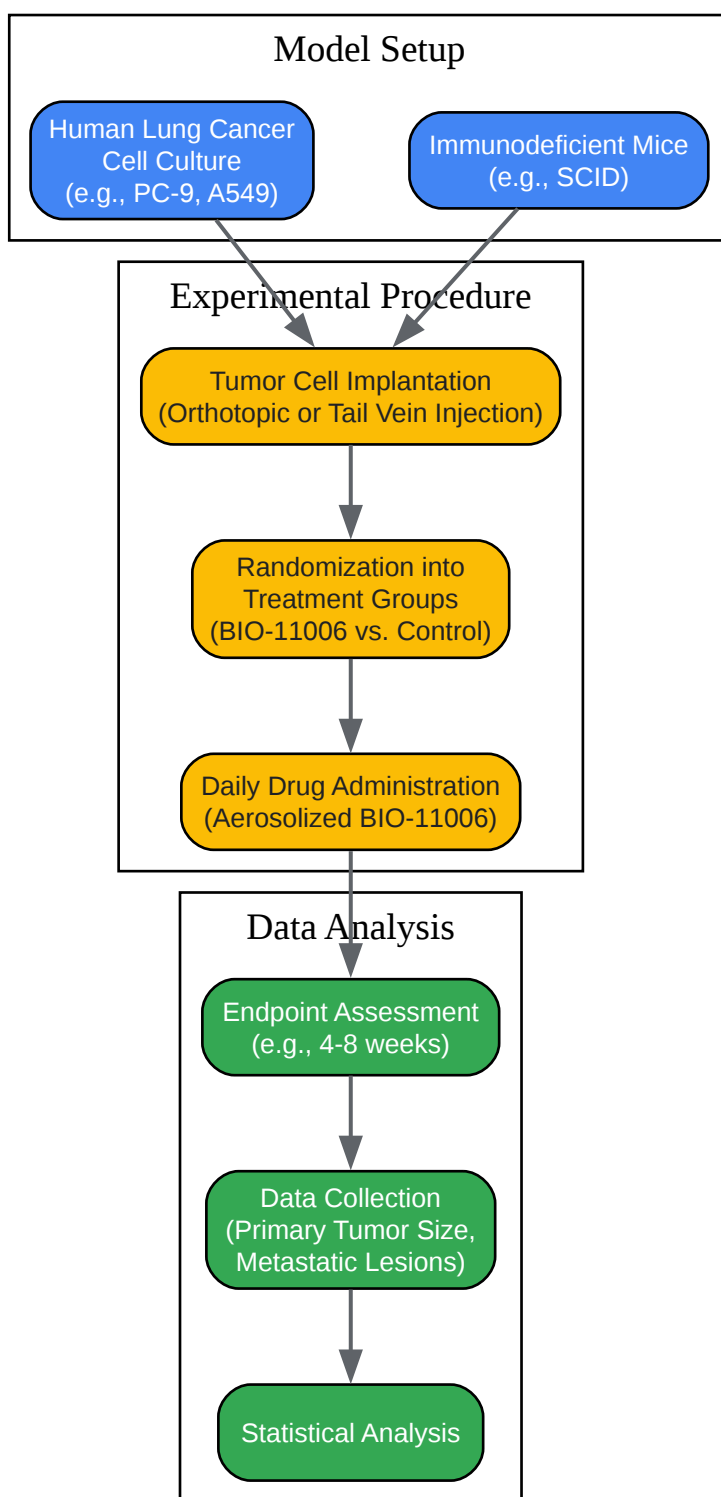 Model Setup
Human Lung Cancer
Cell Culture
(e.g., PC-9, A549)
Immunodeficient Mice
(e.g., SCID)
Experimental Procedure
Tumor Cell Implantation
(Orthotopic or Tail Vein Injection)
Randomization into
Treatment Groups
(BIO-11006 vs. Control)
Daily Drug Administration
(Aerosolized BIO-11006)
Data Analysis
Endpoint Assessment
(e.g., 4-8 weeks)
Data Collection
(Primary Tumor Size,
Metastatic Lesions)
Statistical Analysis